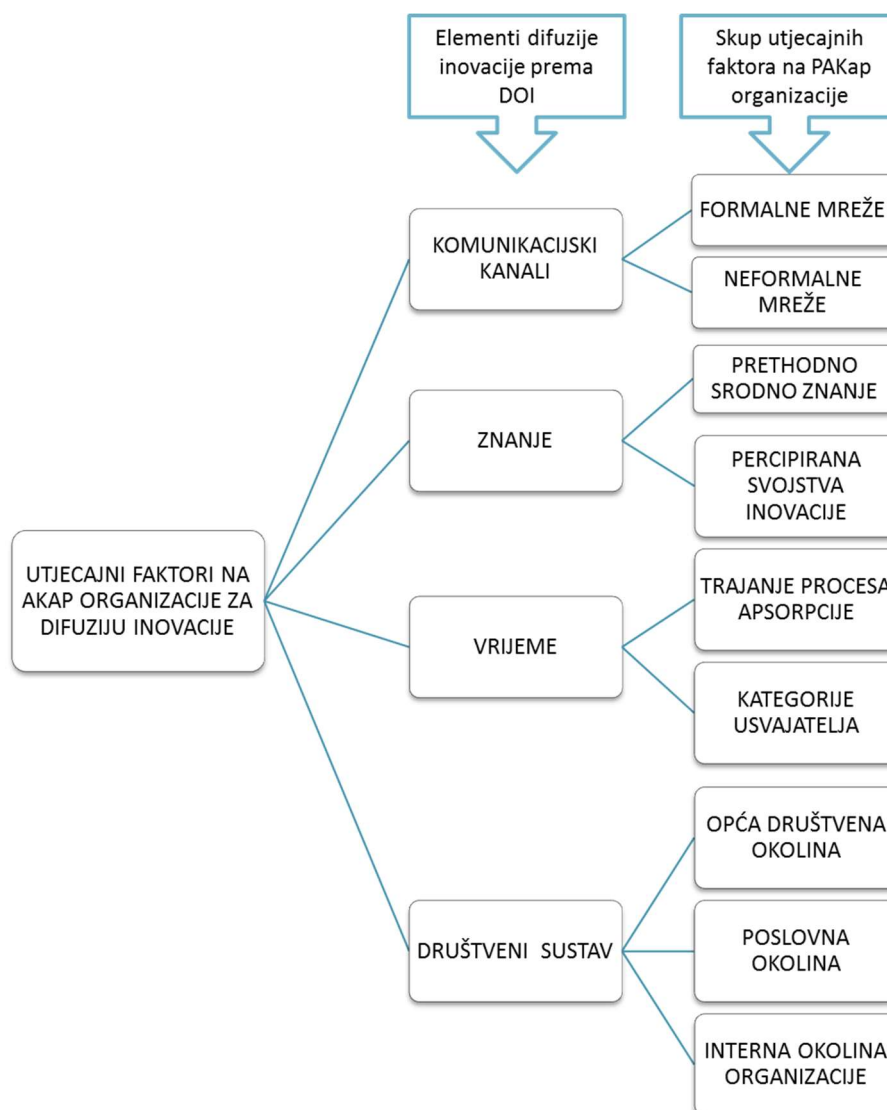 Elementi difuzije
inovacije prema
DOI
Skup utjecajnih
faktora na PAKap
organizacije
UTJECAJNI FAKTORI NA
AKAP ORGANIZACIJE ZA
DIFUZIJU INOVACIJE
KOMUNIKACIJSKI
KANALI
FORMALNE MREŽE
NEFORMALNE
MREŽE
ZNANJE
PRETHODNO
SRODNO ZNANJE
PERCIPIRANA
SVOJSTVA
INOVACIJE
VRIJEME
TRAJANJE PROCESA
APSORPCIJE
KATEGORIJE
USVAJATELJA
DRUŠTVENI SUSTAV
OPĆA DRUŠTVENA
OKOLINA
POSLOVNA
OKOLINA
INTERNA OKOLINA
ORGANIZACIJE